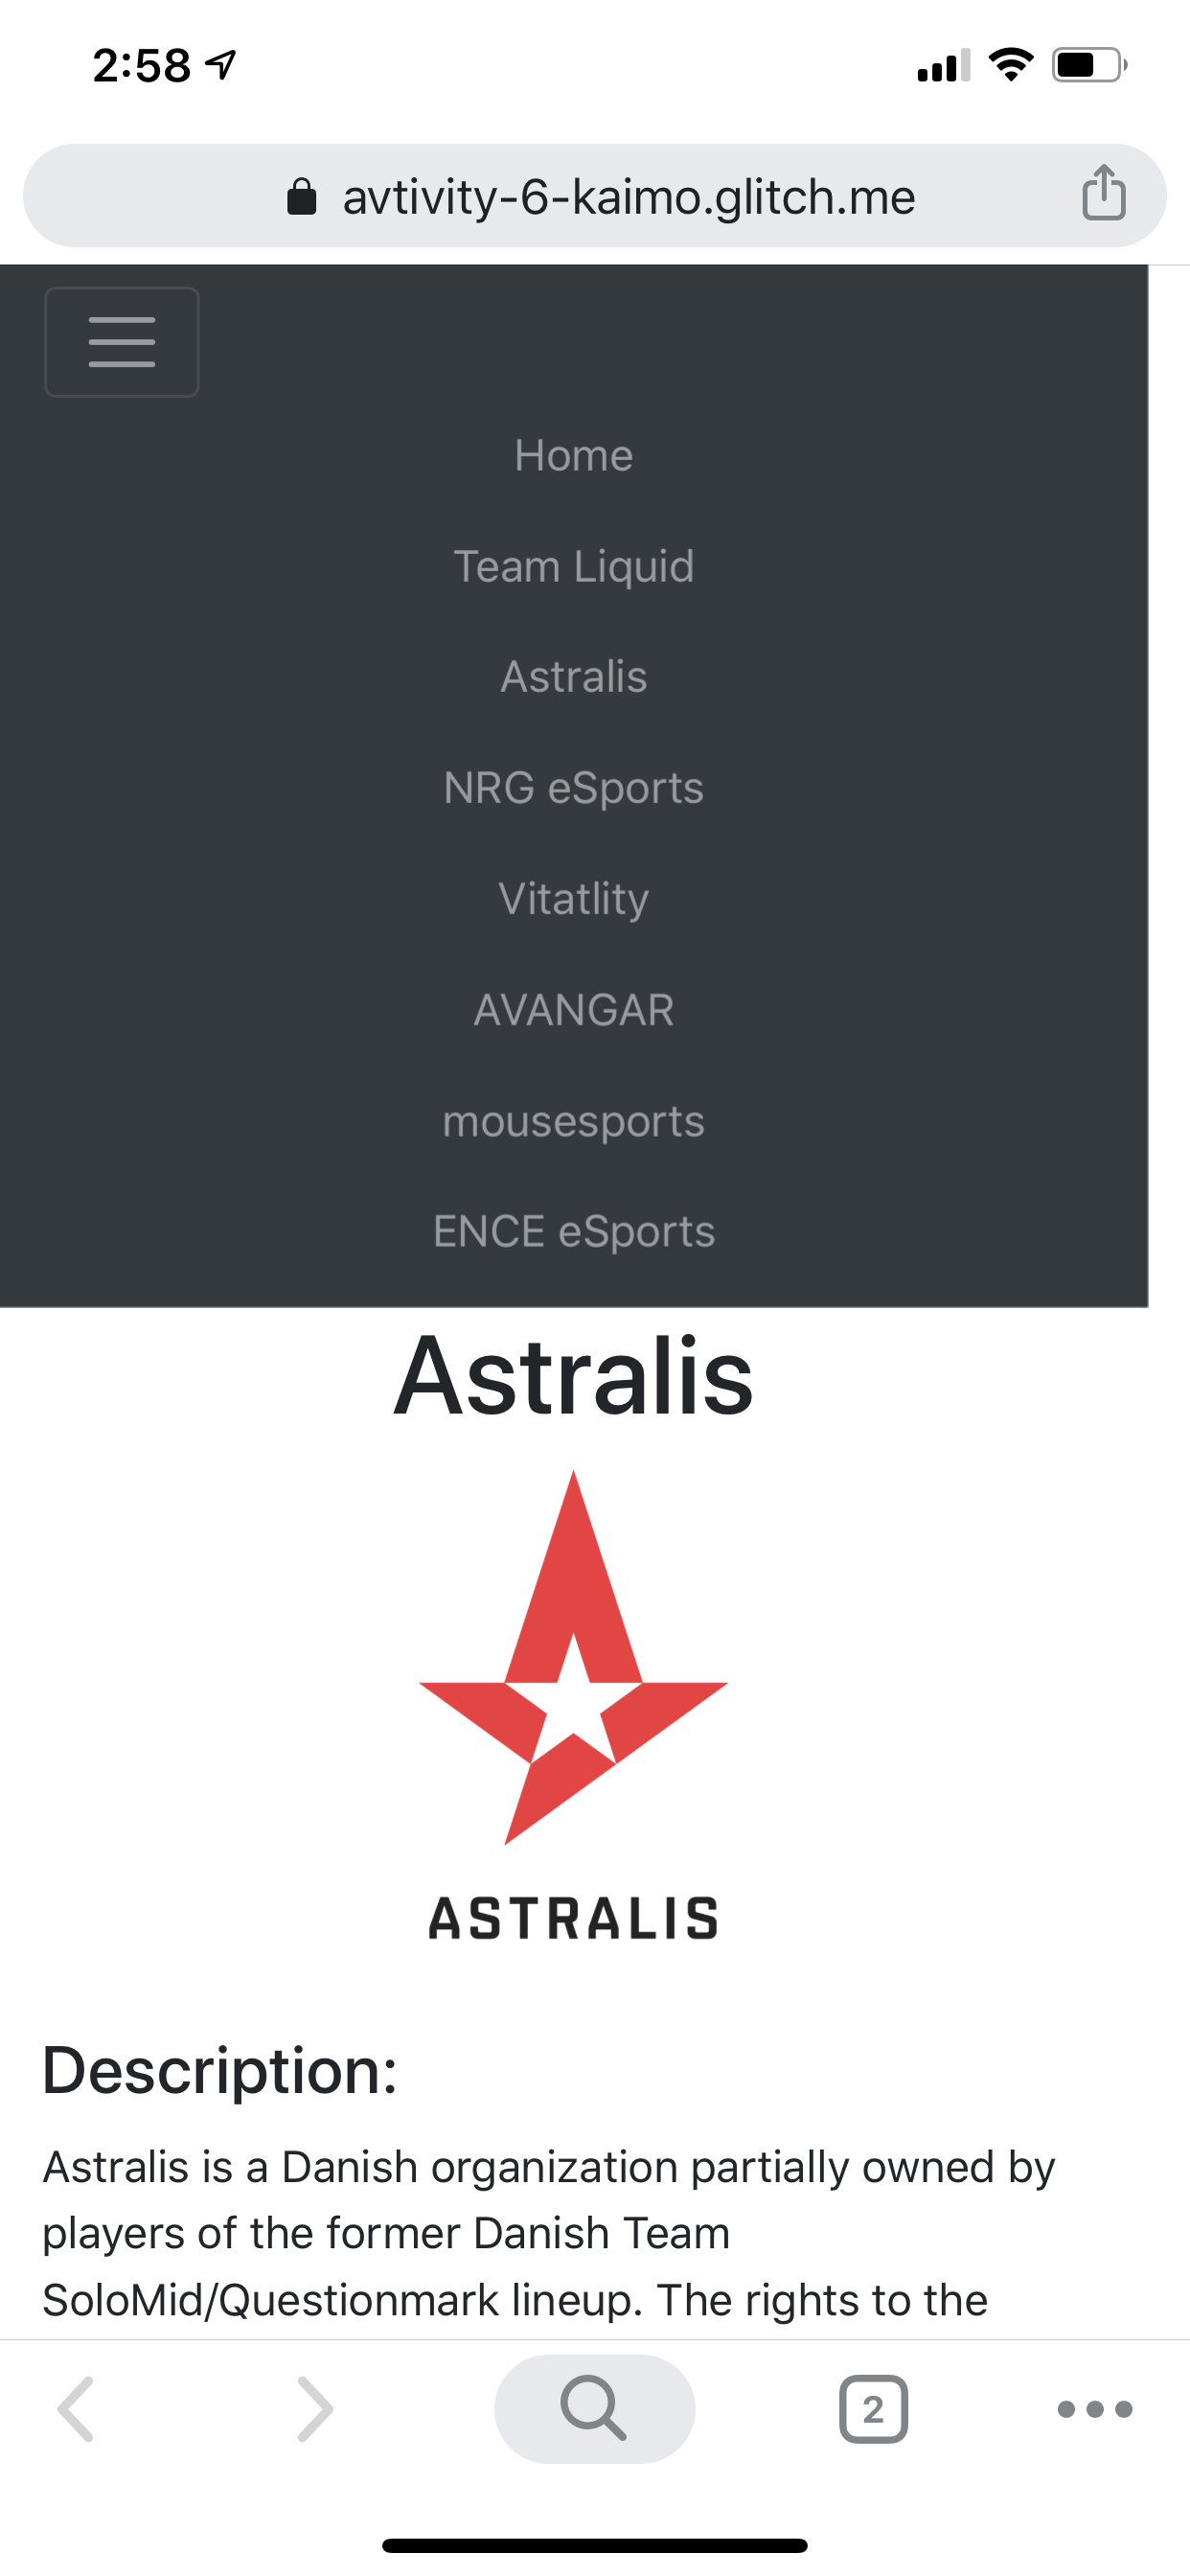 2:58
avtivity-6-kaimo.glitch.me
Home
Team Liquid
Astralis
NRG eSports
Vitatlity
AVANGAR
mousesports
ENCE eSports
Astralis
ASTRALIS
Description:
Astralis is a Danish organization partially owned by
players of the former Danish Team
SoloMid/Questionmark lineup. The rights to the
2